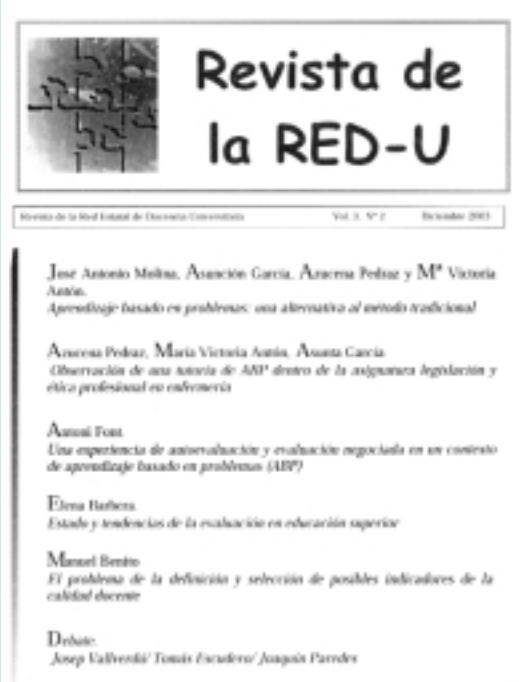 Revista de
la RED-U
Revista de la Red Estatal de Docencia Universitaria Vol. 3. Nº 2 Diciembre 2003
José Antonio Molina, Asunción García, Azucena Pedraz y Mª Victoria
Antón.
Aprendizaje basado en problemas: una alternativa al método tradicional
Azucena Pedraz, María Victoria Antón, Asunta García
Observación de una tutoría de ABP dentro de la asignatura legislación y
ética profesional en enfermería
Antoni Font
Una experiencia de autoevaluación y evaluación negociada en un contexto
de aprendizaje basado en problemas (ABP)
Elena Barbera.
Estado y tendencias de la evaluación en educación superior
Manuel Benito
El problema de la definición y selección de posibles indicadores de la
calidad docente
Debate.
Josep Vallverdú/ Tomás Escudero/ Joaquín Paredes